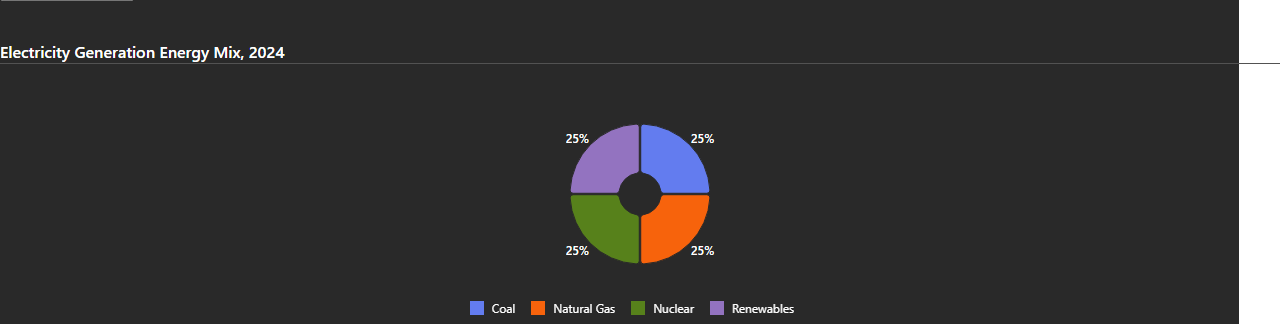 Electricity Generation Energy Mix, 2024
25% 25%
25% 25%
Coal Natural Gas Nuclear Renewables